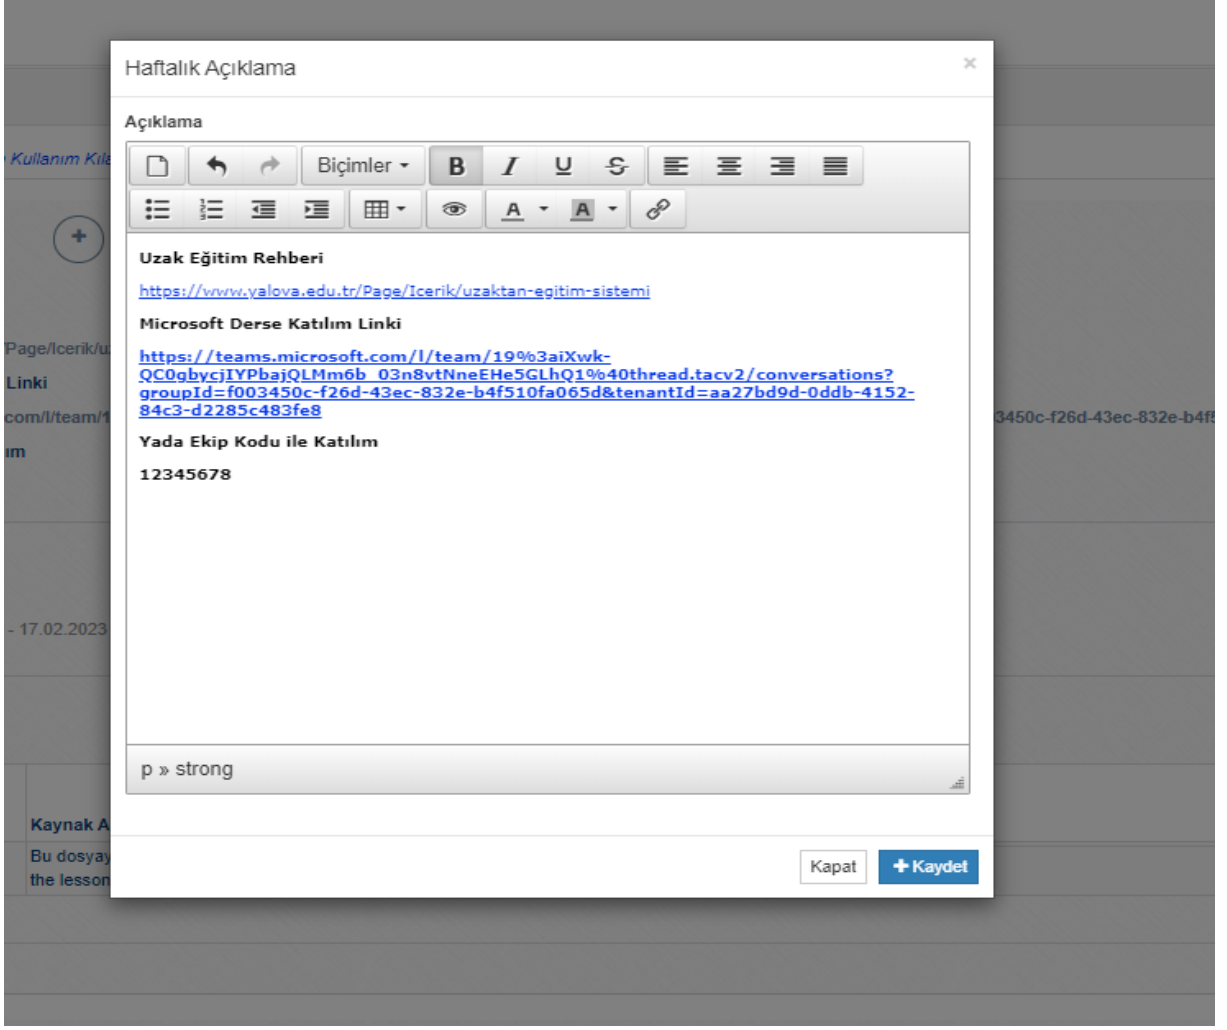 Haftalık Açıklama
×
Açıklama
Kullanım
Biçimler
B I U S
A A
Uzak Eğitim Rehberi
https://www.yalova.edu.tr/Page/Icerik/uzaktan-egitim-sistemi
Microsoft Derse Katılım Linki
https://teams.microsoft.com/l/team/19%3aiXwk-
QC0gbycjIYPbajQLMm6b_03n8vtNneEHe5GLhQ1%40thread.tacv2/conversations?
groupId=f003450c-f26d-43ec-832e-b4f510fa065d&tenantId=aa27bd9d-0ddb-4152-
84c3-d2285c483fe8
Yada Ekip Kodu ile Katılım
12345678
p » strong
Kapat
+ Kaydet
/Page/Icerik/u
Linki
com/l/team/1
3450c-f26d-43ec-832e-b4f5
ım
- 17.02.2023
Kaynak A
Bu dosyay
the lesson